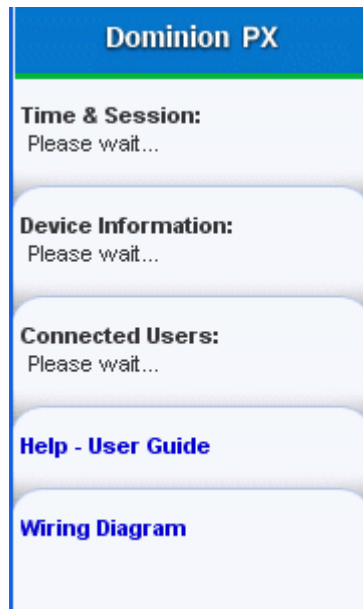 Dominion PX
Time & Session:
Please wait...
Device Information:
Please wait...
Connected Users:
Please wait...
Help - User Guide
Wiring Diagram